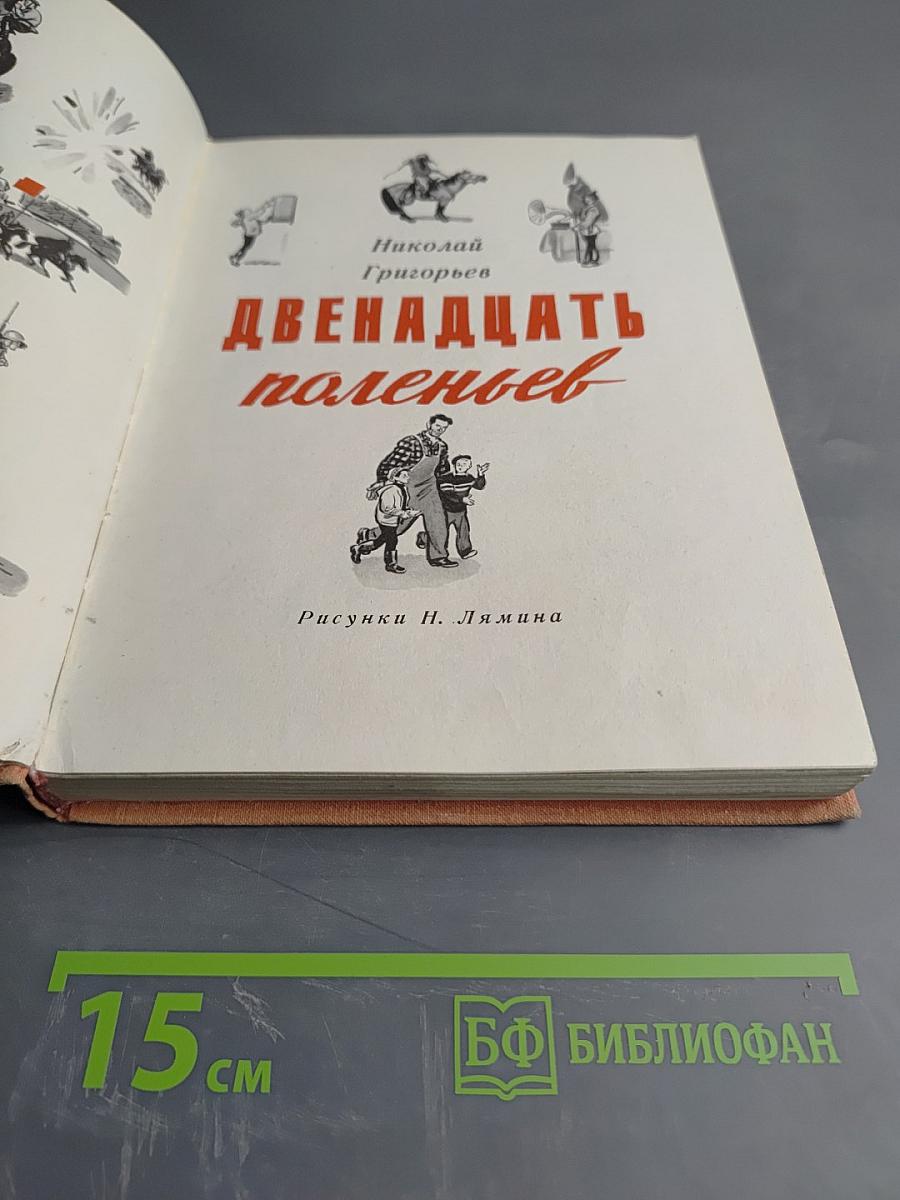 Николай
Григорьев
ДВЕНАДЦАТЬ
поленьев
Рисунки Н. Лямина
15 см
БФ БИБЛИОФАН